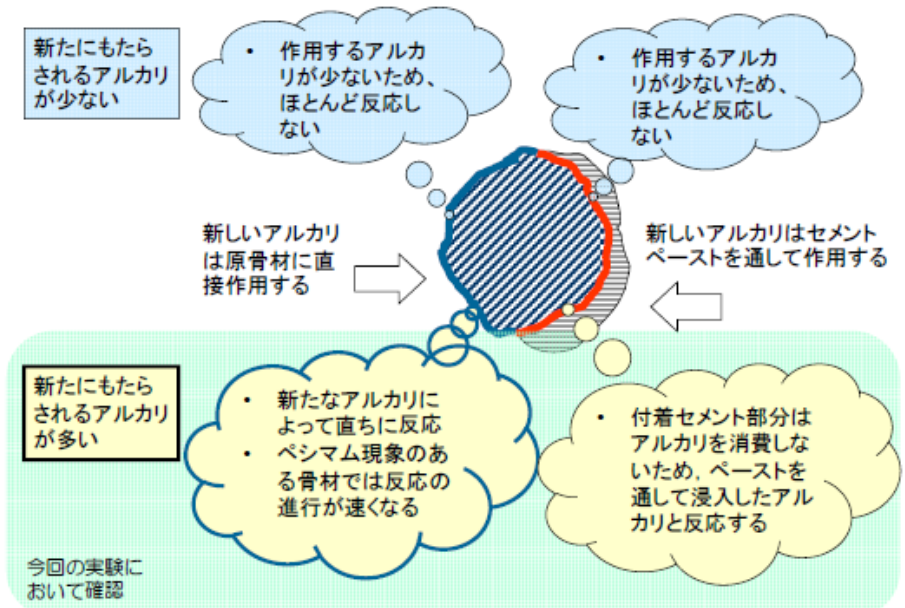 新たにもたら
されるアルカリ
が少ない
・ 作用するアルカ
リが少ないため、
ほとんど反応し
ない
・ 作用するアルカ
リが少ないため、
ほとんど反応し
ない
新しいアルカリ
は原骨材に直
接作用する
新しいアルカリはセメント
ペーストを通して作用する
新たにもたら
されるアルカリ
が多い
・ 新たなアルカリに
よって直ちに反応
・ ペシマム現象のあ
る骨材では反応の
進行が速くなる
・ 付着セメント部分は
アルカリを消費しな
いため，ペーストを
通して浸入したアル
カリと反応する
今回の実験に
おいて確認